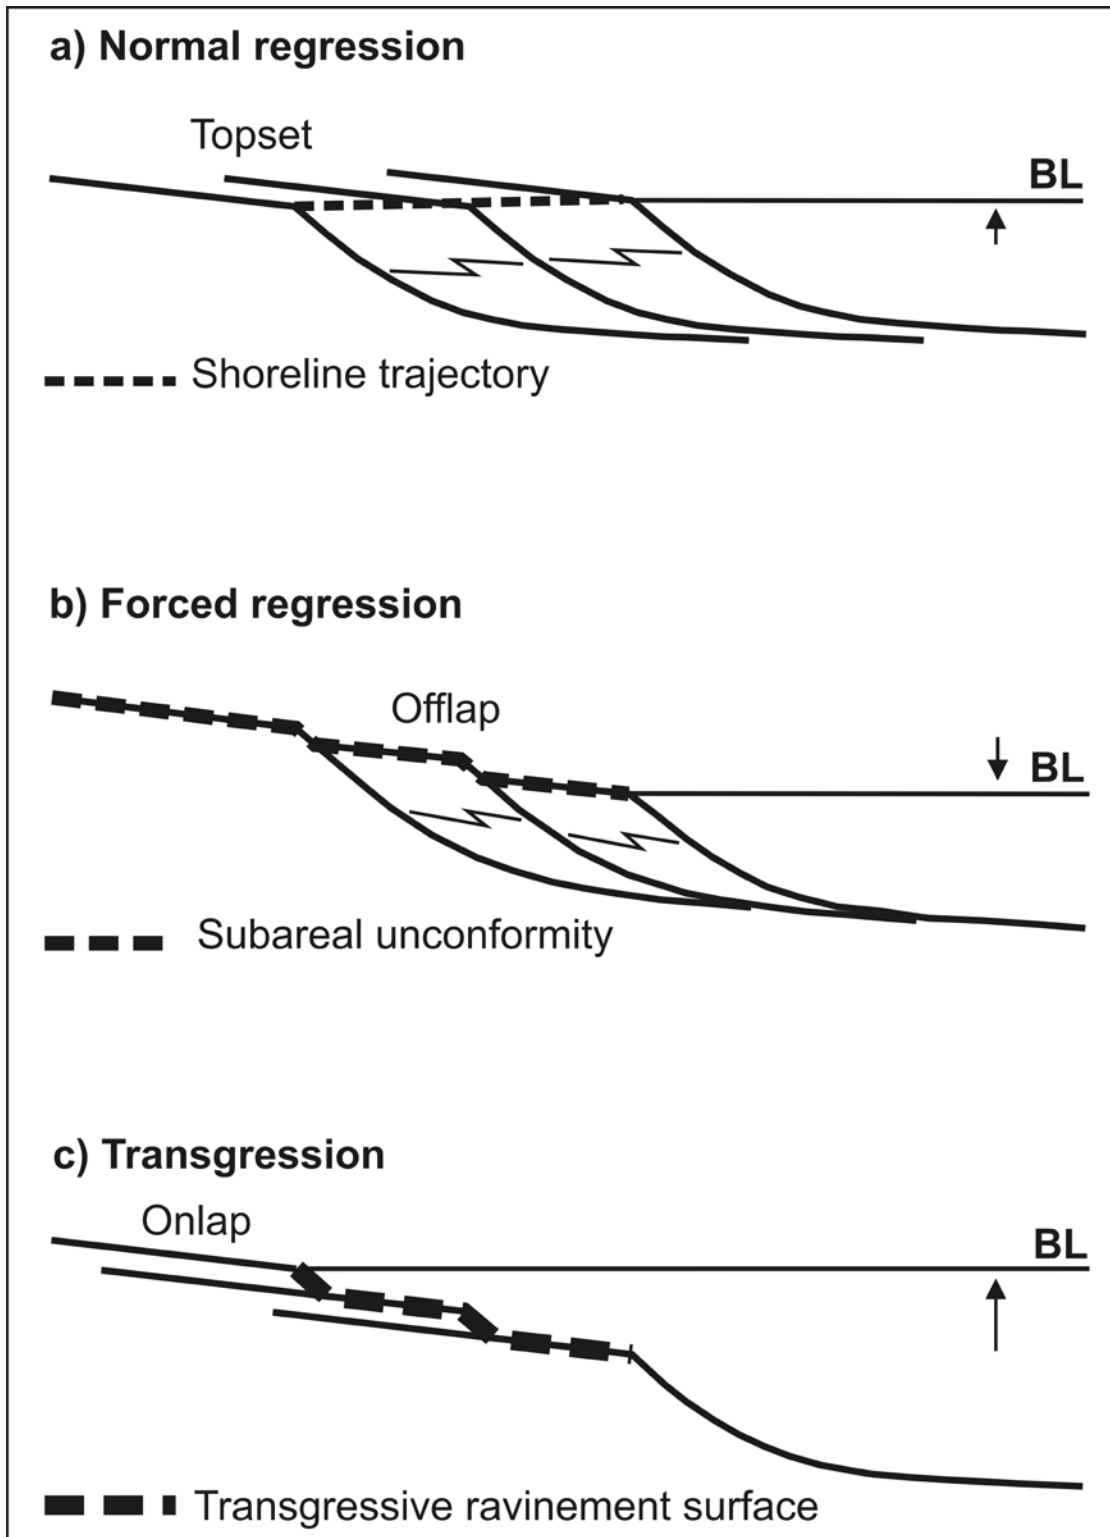 a) Normal regression
Topset
BL
Shoreline trajectory
b) Forced regression
Offlap
BL
Subareal unconformity
c) Transgression
Onlap
BL
Transgressive ravinement surface